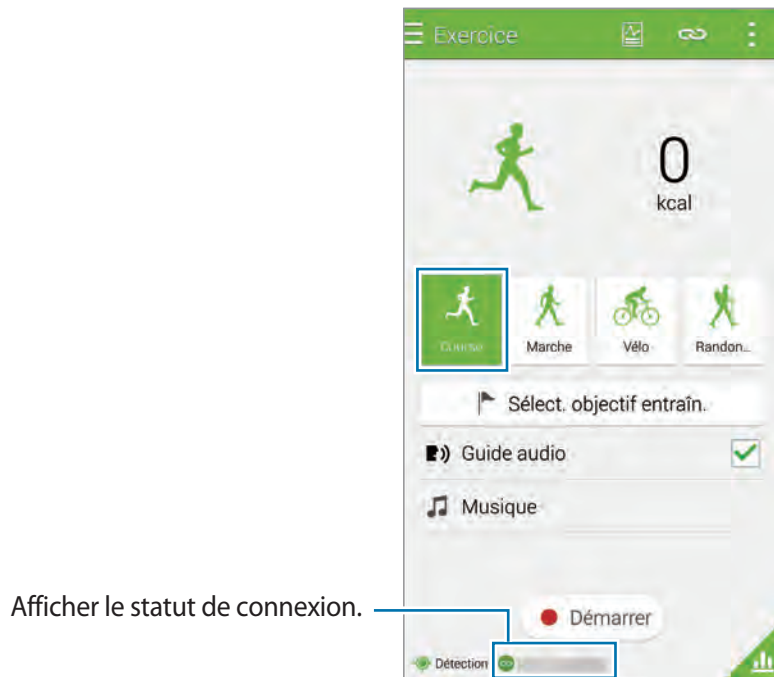 Exercice
0
kcal
Course
Marche
Vélo
Randon...
Sélect. objectif entraîn.
Guide audio
Musique
Afficher le statut de connexion.
Démarrer
Détection